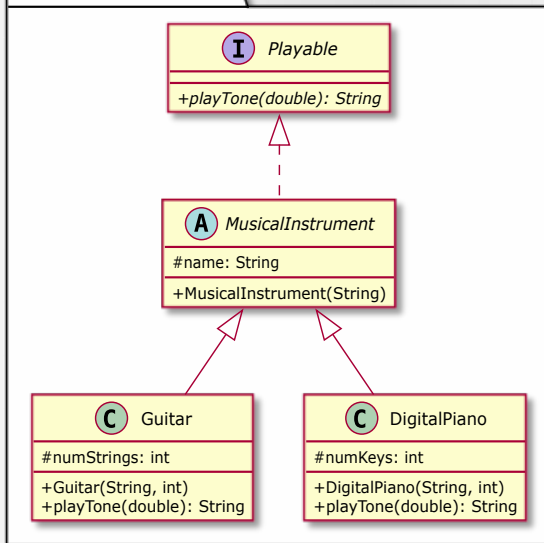 I Playable
+playTone(double): String
A MusicalInstrument
#name: String
+MusicalInstrument(String)
C Guitar
#numStrings: int
+Guitar(String, int)
+playTone(double): String
C DigitalPiano
#numKeys: int
+DigitalPiano(String, int)
+playTone(double): String